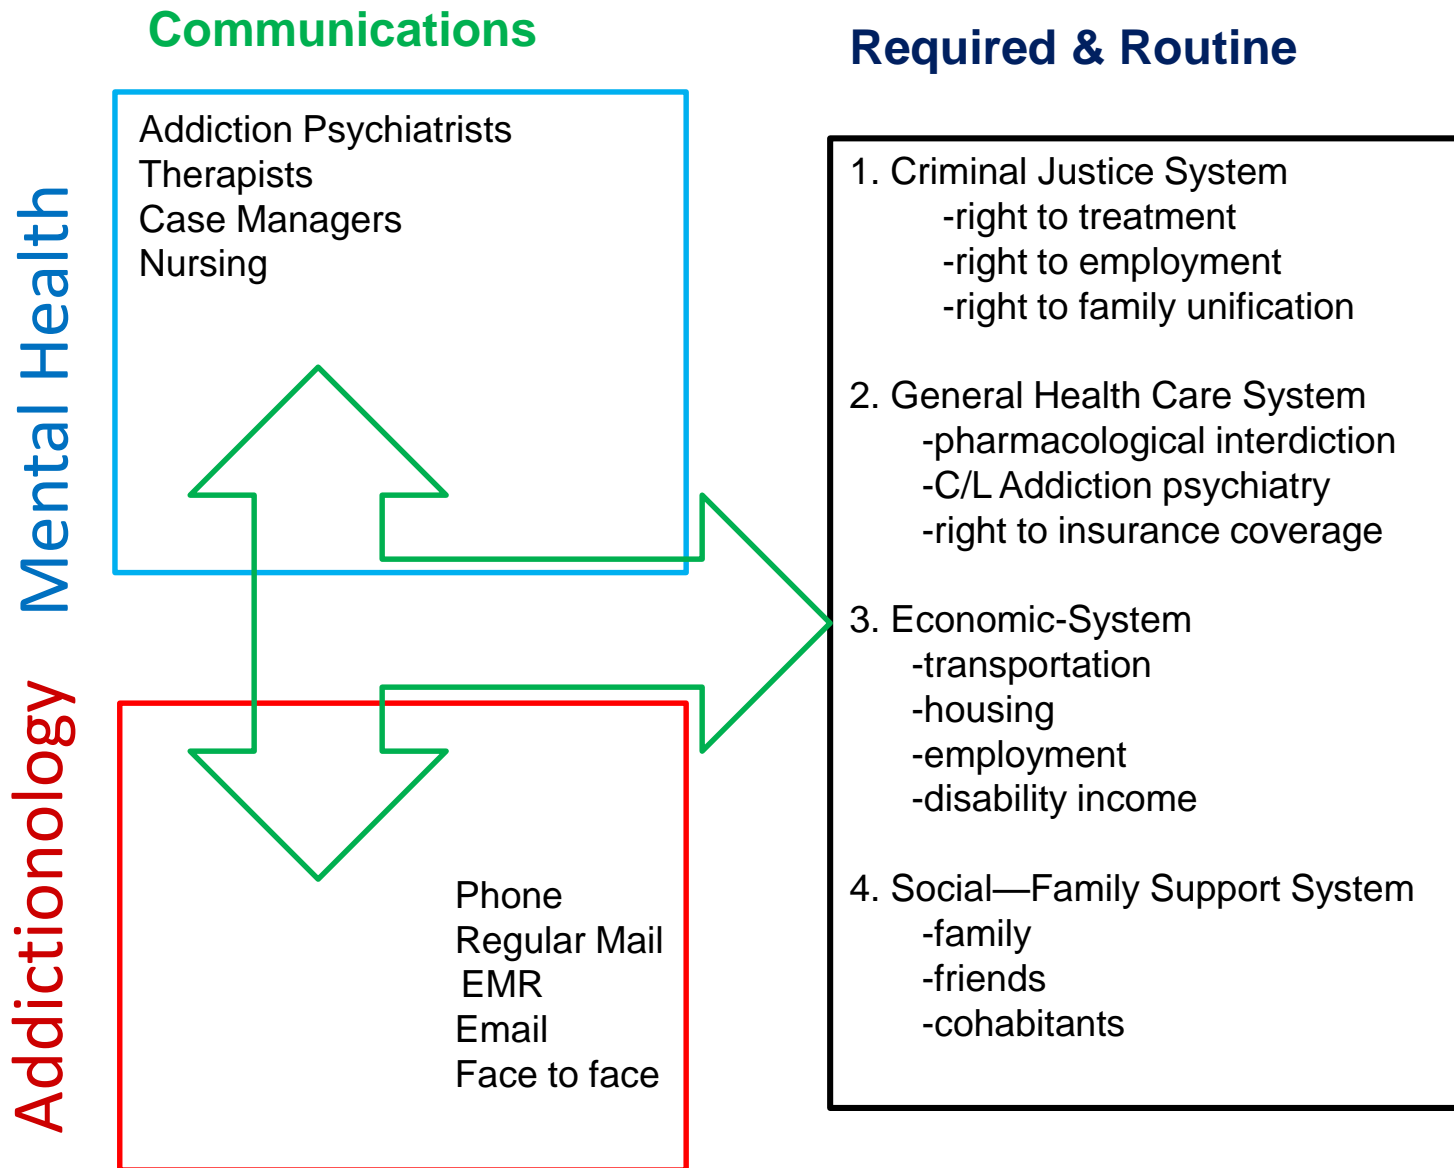 Communications
Required & Routine
Mental Health
Addiction Psychiatrists
Therapists
Case Managers
Nursing
Addictionology
Phone
Regular Mail
EMR
Email
Face to face
1. Criminal Justice System
-right to treatment
-right to employment
-right to family unification
2. General Health Care System
-pharmacological interdiction
-C/L Addiction psychiatry
-right to insurance coverage
3. Economic-System
-transportation
-housing
-employment
-disability income
4. Social—Family Support System
-family
-friends
-cohabitants